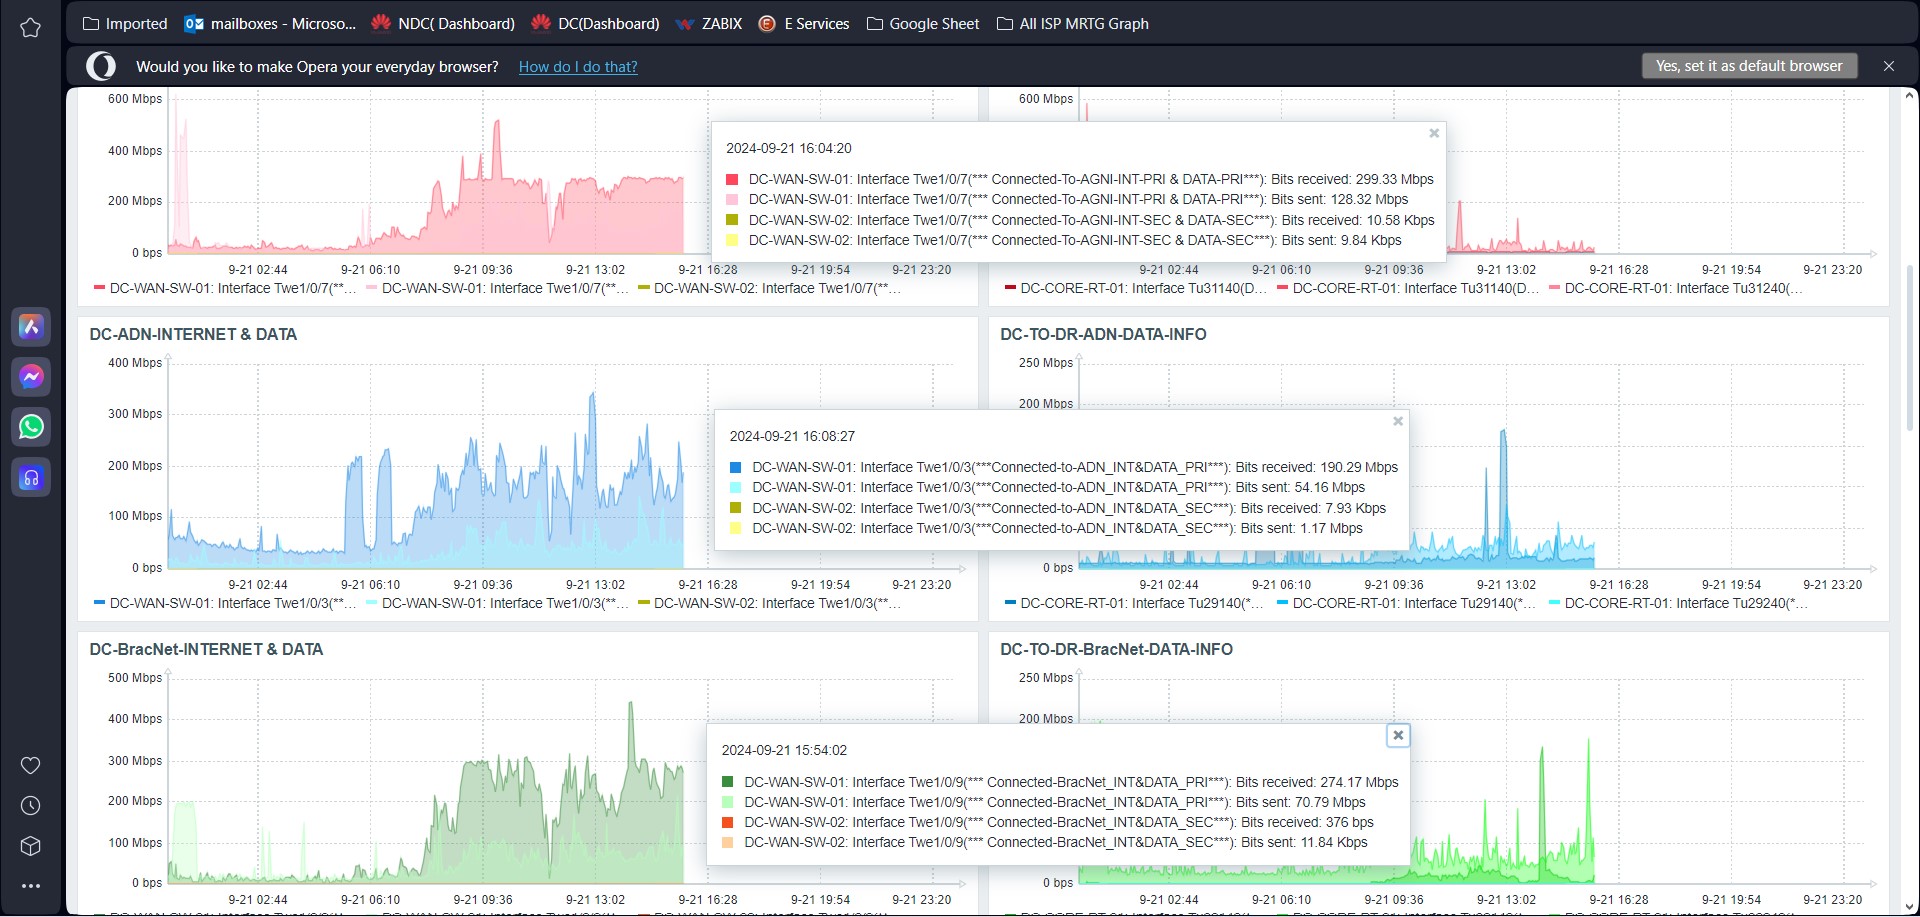 Imported mailboxes - Microso... NDC( Dashboard) DC(Dashboard) ZABIX E Services Google Sheet All ISP MRTG Graph
Would you like to make Opera your everyday browser? How do I do that? Yes, set it as default browser
600 Mbps
400 Mbps
200 Mbps
0 bps
9-21 02:44 9-21 06:10 9-21 09:36 9-21 13:02 9-21 16:28 9-21 19:54 9-21 23:20
DC-WAN-SW-01: Interface Twe1/0/7(**... DC-WAN-SW-01: Interface Twe1/0/7(**... DC-WAN-SW-02: Interface Twe1/0/7(**...
600 Mbps
2024-09-21 16:04:20
DC-WAN-SW-01: Interface Twe1/0/7(*** Connected-To-AGNI-INT-PRI & DATA-PRI***): Bits received: 299.33 Mbps
DC-WAN-SW-01: Interface Twe1/0/7(*** Connected-To-AGNI-INT-PRI & DATA-PRI***): Bits sent: 128.32 Mbps
DC-WAN-SW-02: Interface Twe1/0/7(*** Connected-To-AGNI-INT-SEC & DATA-SEC***): Bits received: 10.58 Kbps
DC-WAN-SW-02: Interface Twe1/0/7(*** Connected-To-AGNI-INT-SEC & DATA-SEC***): Bits sent: 9.84 Kbps
9-21 02:44 9-21 06:10 9-21 09:36 9-21 13:02 9-21 16:28 9-21 19:54 9-21 23:20
DC-CORE-RT-01: Interface Tu31140(D... DC-CORE-RT-01: Interface Tu31140(D... DC-CORE-RT-01: Interface Tu31240(...
DC-ADN-INTERNET & DATA
400 Mbps
300 Mbps
200 Mbps
100 Mbps
0 bps
9-21 02:44 9-21 06:10 9-21 09:36 9-21 13:02 9-21 16:28 9-21 19:54 9-21 23:20
DC-WAN-SW-01: Interface Twe1/0/3(**... DC-WAN-SW-01: Interface Twe1/0/3(**... DC-WAN-SW-02: Interface Twe1/0/3(**...
DC-TO-DR-ADN-DATA-INFO
250 Mbps
200 Mbps
2024-09-21 16:08:27
DC-WAN-SW-01: Interface Twe1/0/3(***Connected-to-ADN_INT&DATA_PRI***): Bits received: 190.29 Mbps
DC-WAN-SW-01: Interface Twe1/0/3(***Connected-to-ADN_INT&DATA_PRI***): Bits sent: 54.16 Mbps
DC-WAN-SW-02: Interface Twe1/0/3(***Connected-to-ADN_INT&DATA_SEC***): Bits received: 7.93 Kbps
DC-WAN-SW-02: Interface Twe1/0/3(***Connected-to-ADN_INT&DATA_SEC***): Bits sent: 1.17 Mbps
0 bps
9-21 02:44 9-21 06:10 9-21 09:36 9-21 13:02 9-21 16:28 9-21 19:54 9-21 23:20
DC-CORE-RT-01: Interface Tu29140(*... DC-CORE-RT-01: Interface Tu29140(*... DC-CORE-RT-01: Interface Tu29240(*...
DC-BracNet-INTERNET & DATA
500 Mbps
400 Mbps
300 Mbps
200 Mbps
100 Mbps
0 bps
9-21 02:44 9-21 06:10 9-21 09:36 9-21 13:02 9-21 16:28 9-21 19:54 9-21 23:20
DC-TO-DR-BracNet-DATA-INFO
250 Mbps
200 Mbps
2024-09-21 15:54:02
DC-WAN-SW-01: Interface Twe1/0/9(*** Connected-BracNet_INT&DATA_PRI***): Bits received: 274.17 Mbps
DC-WAN-SW-01: Interface Twe1/0/9(*** Connected-BracNet_INT&DATA_PRI***): Bits sent: 70.79 Mbps
DC-WAN-SW-02: Interface Twe1/0/9(*** Connected-BracNet_INT&DATA_SEC***): Bits received: 376 bps
DC-WAN-SW-02: Interface Twe1/0/9(*** Connected-BracNet_INT&DATA_SEC***): Bits sent: 11.84 Kbps
0 bps
9-21 02:44 9-21 06:10 9-21 09:36 9-21 13:02 9-21 16:28 9-21 19:54 9-21 23:20